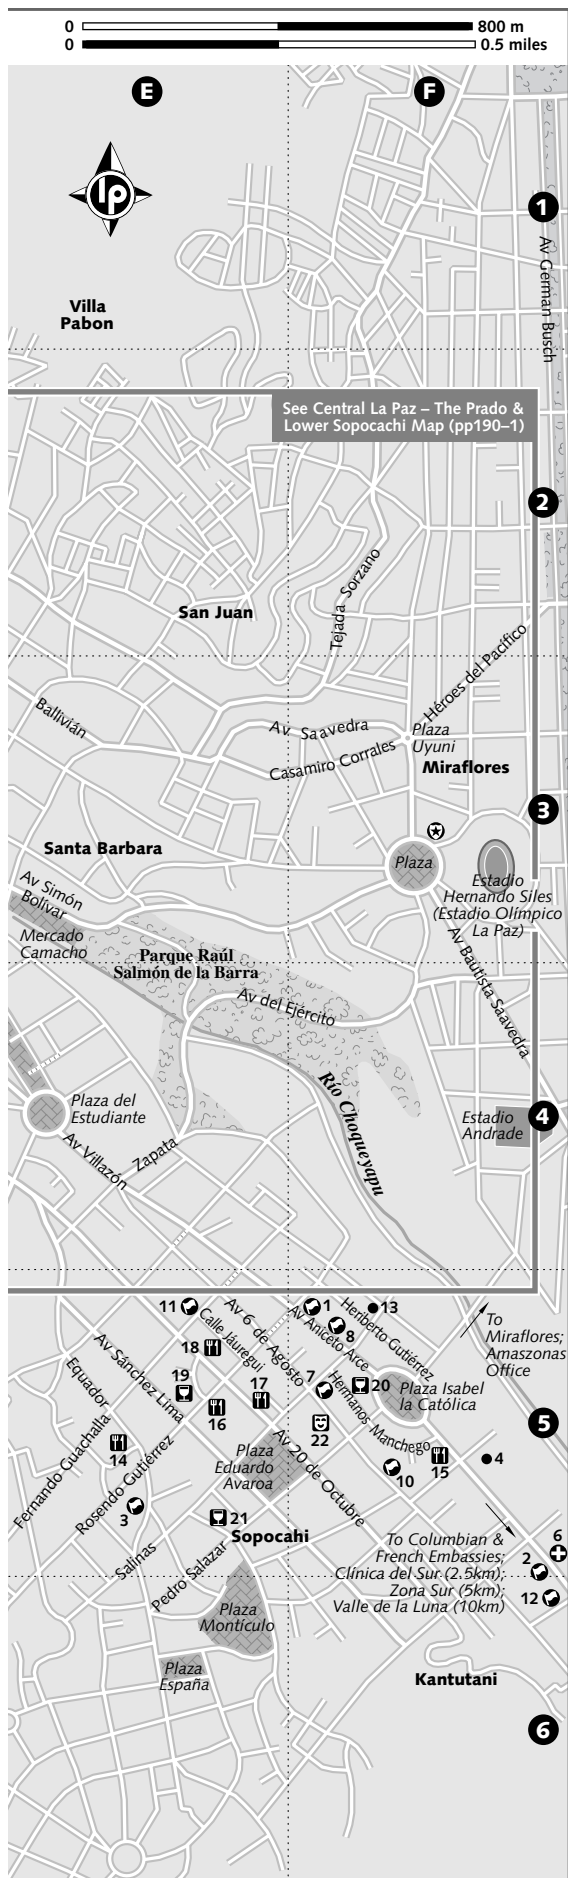 0 800 m
0 0.5 miles
E
F
lp
1
Av German Busch
Villa
Pabon
See Central La Paz – The Prado &
Lower Sopocachi Map (pp190–1)
2
Tejada Sorzano
San Juan
Héroes del Pacífico
Ballivián
Av Saavedra
Plaza
Uyuni
Casamiro Corrales
Miraflores
3
Santa Barbara
Plaza
Estadio
Hernando Siles
(Estadio Olímpico
La Paz)
Av Simón
Bolívar
Mercado
Camacho
Parque Raúl
Salmón de la Barra
Av Bautista Saavedra
Av del Ejército
Río Choqueyapu
Plaza del
Estudiante
Estadio
Andrade
4
Av Villazón
Zapata
11
1
13
Calle Jáuregui
Av 6 de Agosto
Av Aniceto Arce
Heriberto Gutiérrez
8
To
Miraflores;
Amaszonas
Office
18
Av Sánchez Lima
Equador
19
17
7
20
Plaza Isabel
la Católica
Hermanos Manchego
16
22
5
Fernando Guachalla
14
Rosendo Gutiérrez
Plaza
Eduardo
Avaroa
Av 20 de Octubre
10
15
4
3
21
Sopocahi
Salinas
Pedro Salazar
To Columbian &
French Embassies;
Clínica del Sur (2.5km);
Zona Sur (5km);
Valle de la Luna (10km)
6
2
12
Plaza
Montículo
Plaza
España
Kantutani
6